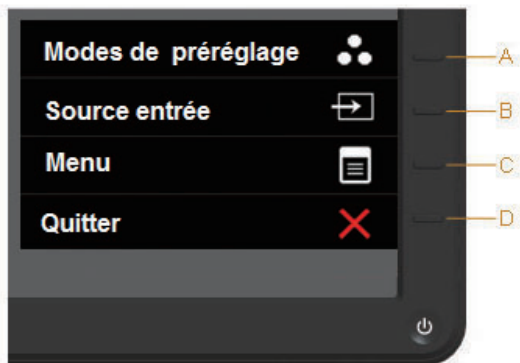 Modes de préréglage
A
Source entrée
B
Menu
C
Quitter
D